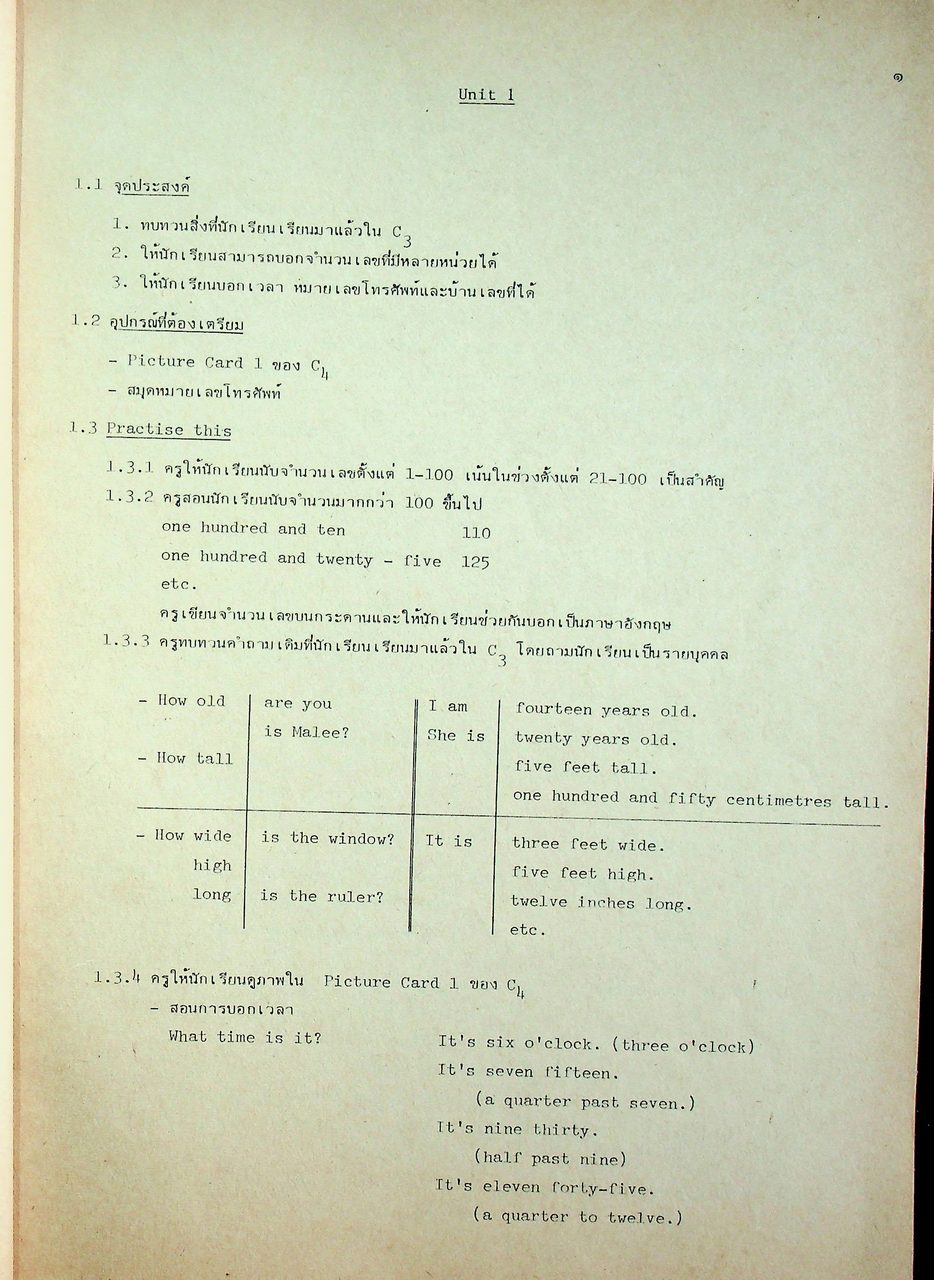 ๑
Unit 1
1.1 จุดประสงค์
1. ทบทวนสิ่งที่นักเรียนเรียนมาแล้วใน C3
2. ให้นักเรียนสามารถบอกจำนวนเลขที่มีหลายหน่วยได้
3. ให้นักเรียนบอกเวลา หมายเลขโทรศัพท์และบ้านเลขที่ได้
1.2 อุปกรณ์ที่ต้องเตรียม
- Picture Card 1 ของ C4
- สมุดหมายเลขโทรศัพท์
1.3 Practise this
1.3.1 ครูให้นักเรียนนับจำนวนเลขตั้งแต่ 1-100 เน้นในช่วงตั้งแต่ 21-100 เป็นสำคัญ
1.3.2 ครูสอนนักเรียนนับจำนวนมากกว่า 100 ขึ้นไป
one hundred and ten 110
one hundred and twenty - five 125
etc.
ครูเขียนจำนวนเลขบนกระดานและให้นักเรียนช่วยกันบอกเป็นภาษาอังกฤษ
1.3.3 ครูทบทวนคำถามเดิมที่นักเรียนเรียนมาแล้วใน C3 โดยถามนักเรียนเป็นรายบุคคล
- How old are you I am fourteen years old.
is Malee? She is twenty years old.
- How tall five feet tall.
one hundred and fifty centimetres tall.
- How wide is the window? It is three feet wide.
high five feet high.
long is the ruler? twelve inches long.
etc.
1.3.4 ครูให้นักเรียนดูภาพใน Picture Card 1 ของ C4
- สอนการบอกเวลา
What time is it? It's six o'clock. (three o'clock)
It's seven fifteen.
(a quarter past seven.)
It's nine thirty.
(half past nine)
It's eleven forty-five.
(a quarter to twelve.)